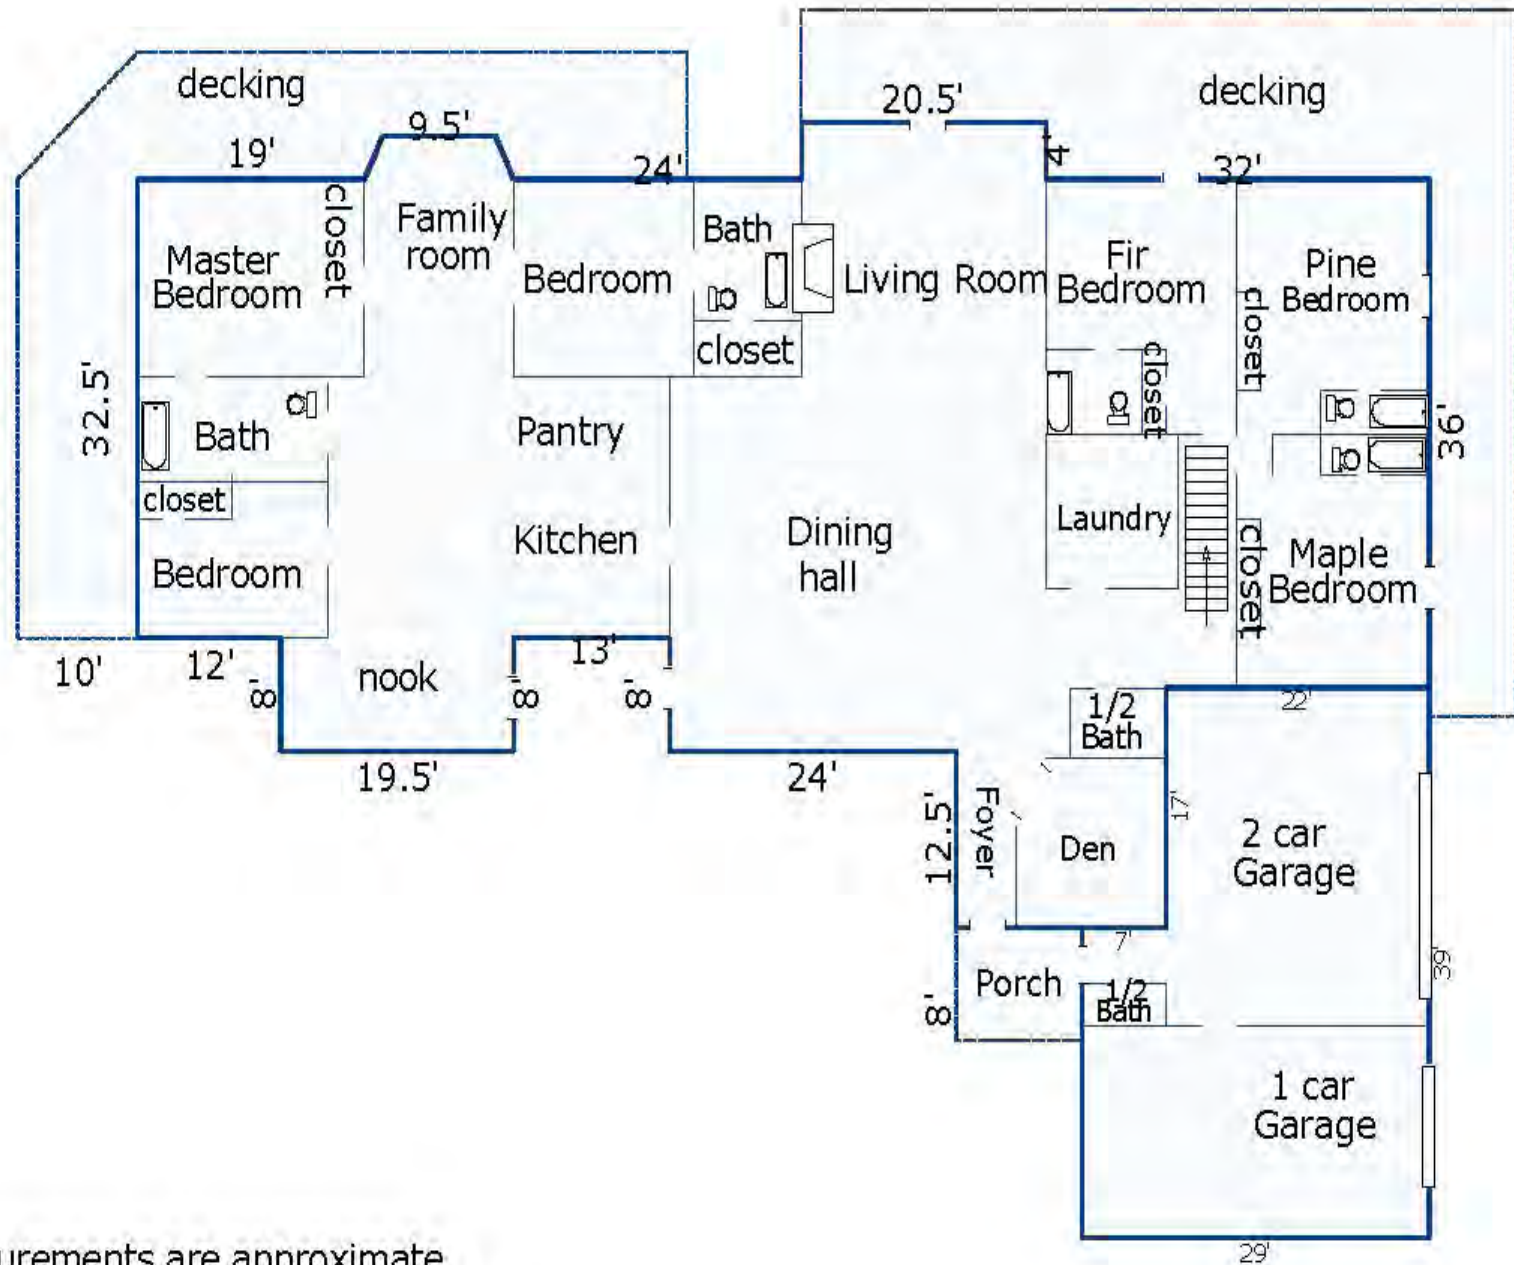 decking
decking
20.5'
9.5'
19'
24'
4'
32'
closet
Family
room
Master
Bedroom
Bedroom
Bath
closet
Living Room
Fir
Bedroom
Pine
Bedroom
closet
closet
32.5'
Bath
closet
Bedroom
Pantry
Kitchen
Dining
hall
Laundry
closet
Maple
Bedroom
36'
10'
12'
8'
nook
8'
13'
8'
19.5'
24'
1/2
Bath
22'
12.5'
Foyer
Den
17'
2 car
Garage
7'
39'
Porch
8'
1/2
Bath
1 car
Garage
29'
urements are approximate